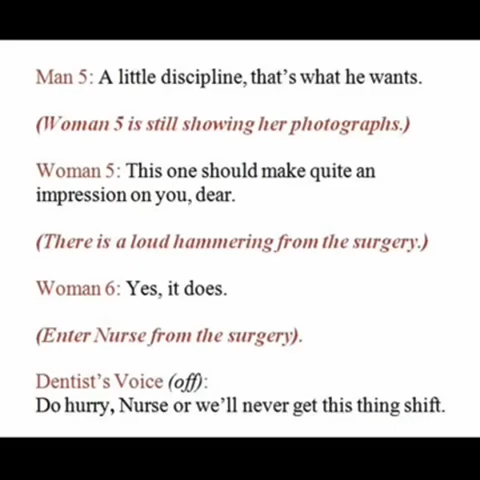 Man 5: A little discipline, that's what he wants.
(Woman 5 is still showing her photographs.)
Woman 5: This one should make quite an
impression on you, dear.
(There is a loud hammering from the surgery.)
Woman 6: Yes, it does.
(Enter Nurse from the surgery).
Dentist's Voice (off):
Do hurry, Nurse or we'll never get this thing shift.